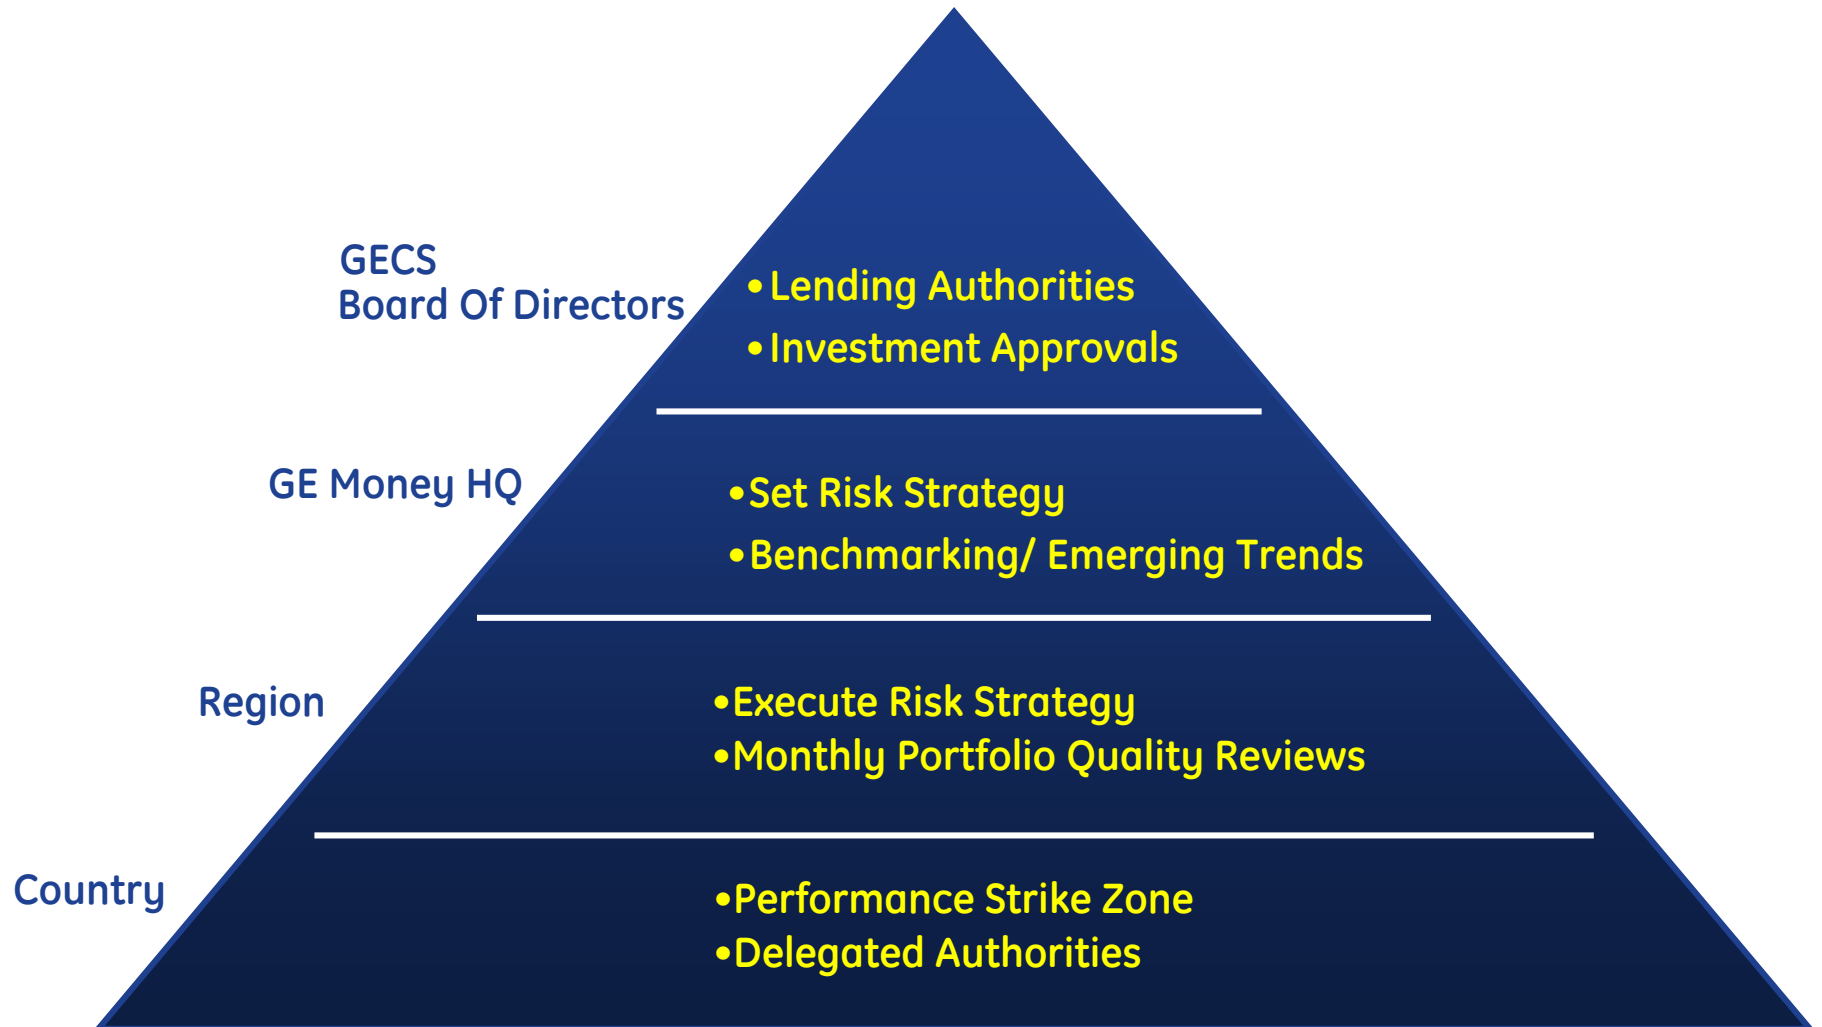 GECS
Board Of Directors
•Lending Authorities
•Investment Approvals
GE Money HQ
•Set Risk Strategy
•Benchmarking/ Emerging Trends
Region
•Execute Risk Strategy
•Monthly Portfolio Quality Reviews
Country
•Performance Strike Zone
•Delegated Authorities